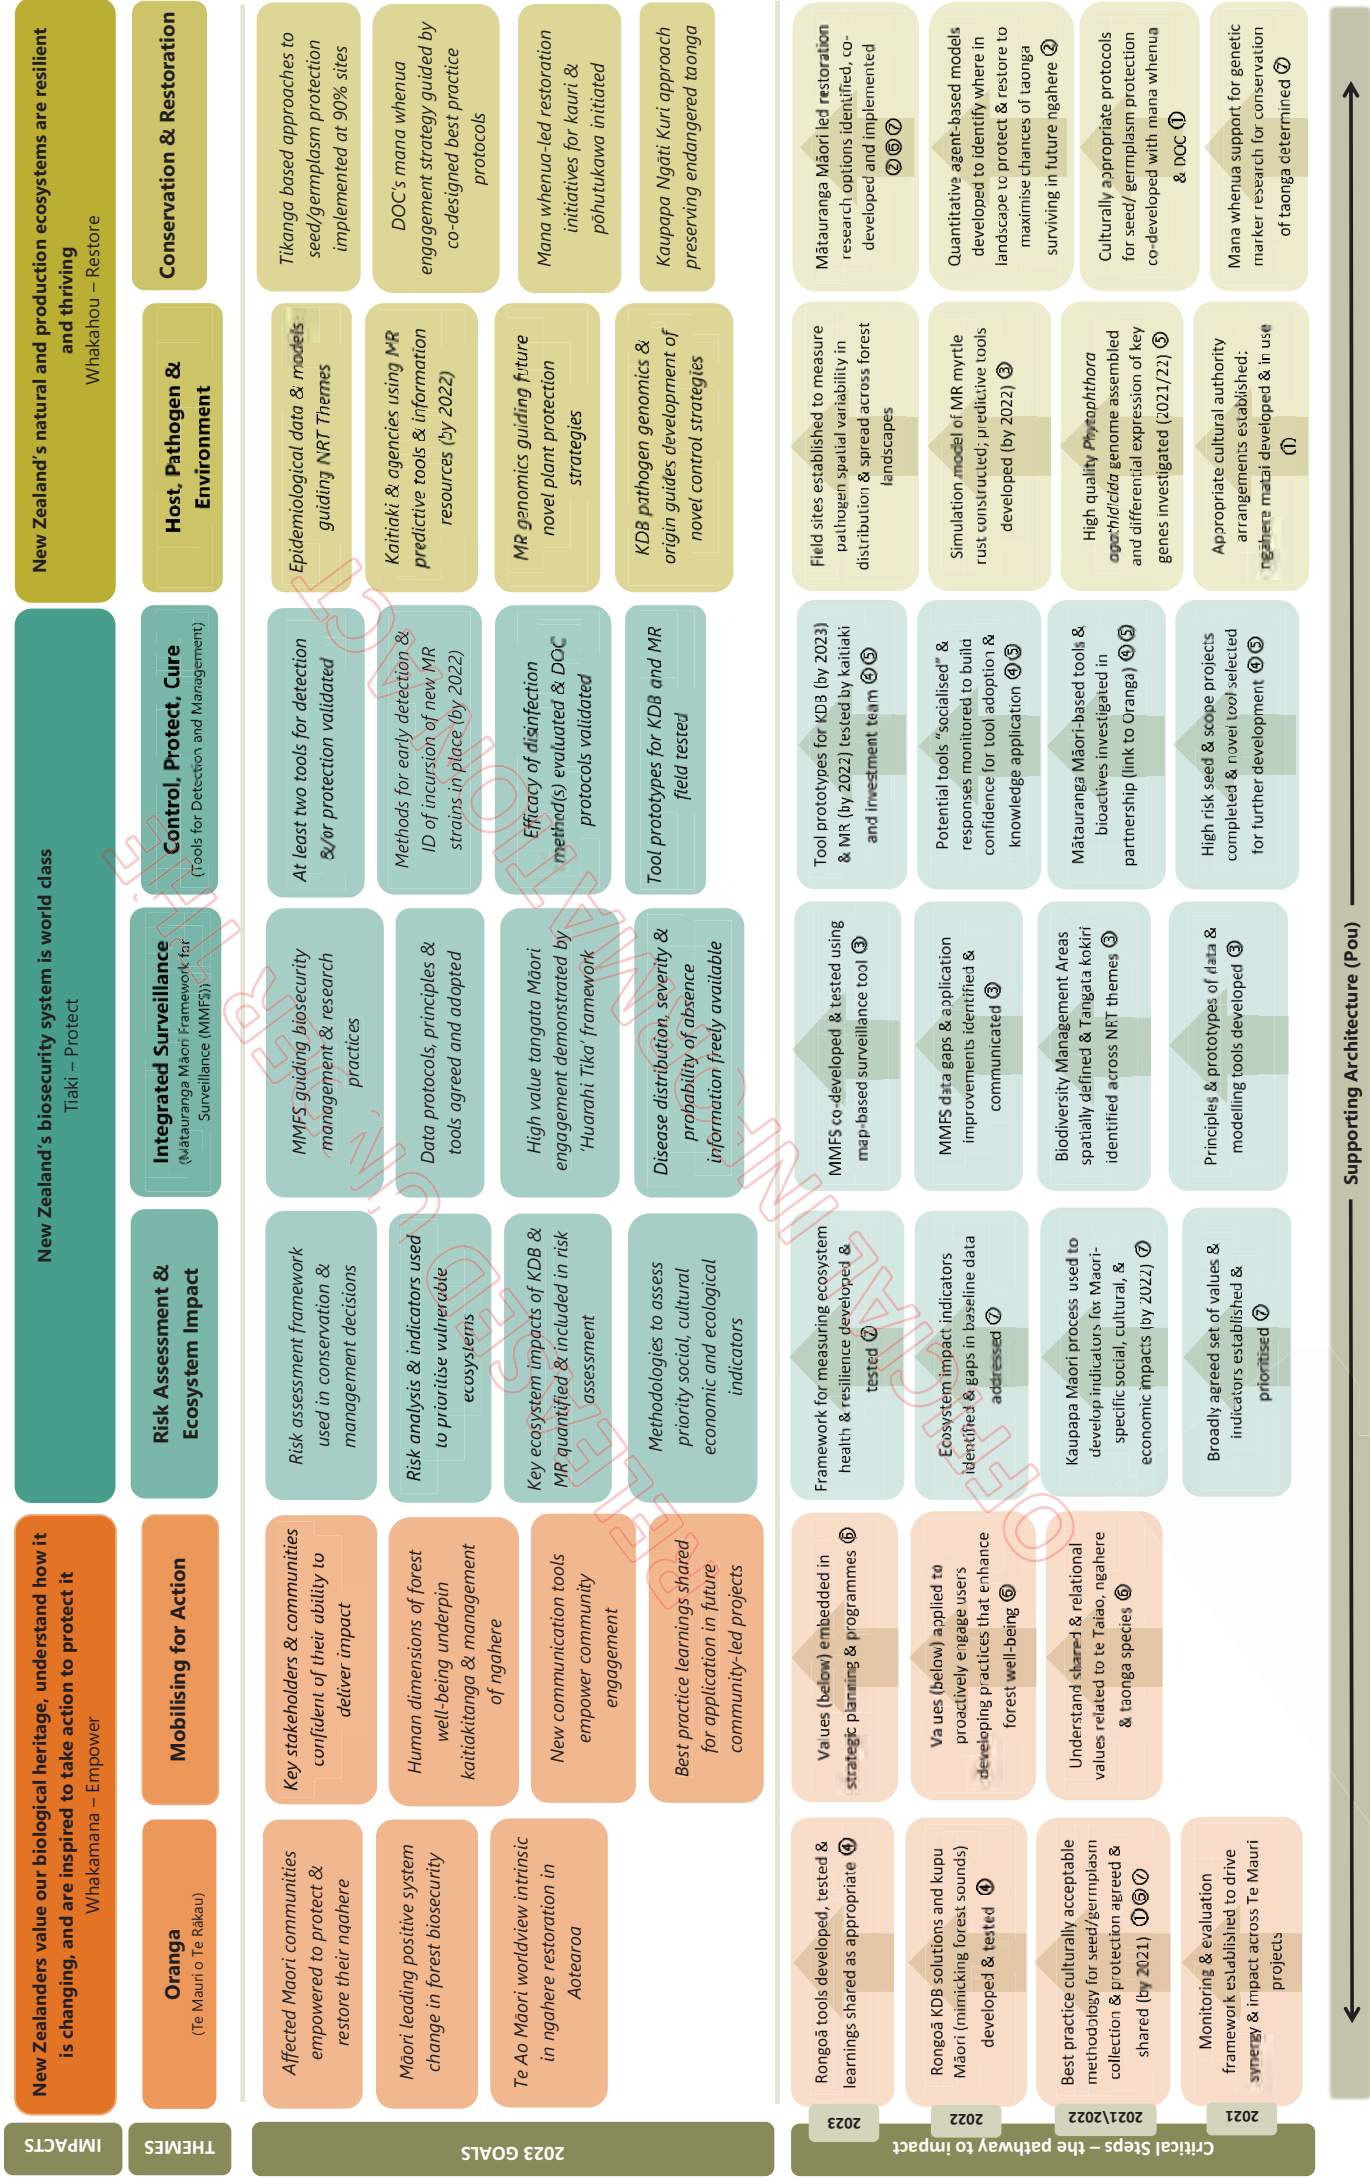 IMPACTS
New Zealanders value our biological heritage, understand how it
is changing, and are inspired to take action to protect it
Whakamana – Empower
New Zealand's biosecurity system is world class
Tiaki – Protect
New Zealand's natural and production ecosystems are resilient
and thriving
Whakahou – Restore
THEMES
Oranga
(Te Mauri o Te Rākau)
Mobilising for Action
Risk Assessment &
Ecosystem Impact
Integrated Surveillance
(Mātauranga Māori Framework for
Surveillance (MMFS))
Control, Protect, Cure
(Tools for Detection and Management)
Host, Pathogen &
Environment
Conservation & Restoration
2023 GOALS
Affected Maori communities
empowered to protect &
restore their ngahere
Māori leading positive system
change in forest biosecurity
Te Ao Māori worldview intrinsic
in ngahere restoration in
Aotearoa
Key stakeholders & communities
confident of their ability to
deliver impact
Human dimensions of forest
well-being underpin
kaitiakitanga & management
of ngahere
New communication tools
empower community
engagement
Best practice learnings shared
for application in future
community-led projects
Risk assessment framework
used in conservation &
management decisions
Risk analysis & indicators used
to prioritise vulnerable
ecosystems
Key ecosystem impacts of KDB &
MR quantified & included in risk
assessment
Methodologies to assess
priority social, cultural
economic and ecological
indicators
MMFS guiding biosecurity
management & research
practices
Data protocols, principles &
tools agreed and adopted
High value tangata Māori
engagement demonstrated by
'Huarahi Tika' framework
Disease distribution, severity &
probability of absence
information freely available
At least two tools for detection
&/or protection validated
Methods for early detection &
ID of incursion of new MR
strains in place (by 2022)
Efficacy of disinfection
method(s) evaluated & DOC
protocols validated
Tool prototypes for KDB and MR
field tested
Epidemiological data & models
guiding NRT Themes
Kaitiaki & agencies using MR
predictive tools & information
resources (by 2022)
MR genomics guiding future
novel plant protection
strategies
KDB pathogen genomics &
origin guides development of
novel control strategies
Tikanga based approaches to
seed/germplasm protection
implemented at 90% sites
DOC's mana whenua
engagement strategy guided by
co-designed best practice
protocols
Mana whenua-led restoration
initiatives for kauri &
pōhutukawa initiated
Kaupapa Ngāti Kuri approach
preserving endangered taonga
Critical Steps – the pathway to impact
2023
2022
2021\2022
2021
Rongoā tools developed, tested &
learnings shared as appropriate ④
Rongoā KDB solutions and kupu
Māori (mimicking forest sounds)
developed & tested ④
Best practice culturally acceptable
methodology for seed/germplasm
collection & protection agreed &
shared (by 2021) ①⑥⑦
Monitoring & evaluation
framework established to drive
synergy & impact across Te Mauri
projects
Values (below) embedded in
strategic planning & programmes ⑥
Values (below) applied to
proactively engage users
developing practices that enhance
forest well-being ⑥
Understand shared & relational
values related to te Taiao, ngahere
& taonga species ⑥
Framework for measuring ecosystem
health & resilience developed &
tested ⑦
Ecosystem impact indicators
identified & gaps in baseline data
addressed ⑦
Kaupapa Maori process used to
develop indicators for Maori-
specific social, cultural, &
economic impacts (by 2022) ⑦
Broadly agreed set of values &
indicators established &
prioritised ⑦
MMFS co-developed & tested using
map-based surveillance tool ③
MMFS data gaps & application
improvements identified &
communicated ③
Biodiversity Management Areas
spatially defined & Tangata kokiri
identified across NRT themes ③
Principles & prototypes of data &
modelling tools developed ③
Tool prototypes for KDB (by 2023)
& MR (by 2022) tested by kaitiaki
and investment team ④⑤
Potential tools "socialised" &
responses monitored to build
confidence for tool adoption &
knowledge application ④⑤
Mātauranga Māori-based tools &
bioactives investigated in
partnership (link to Oranga) ④⑤
High risk seed & scope projects
completed & novel tool selected
for further development ④⑤
Field sites established to measure
pathogen spatial variability in
distribution & spread across forest
landscapes
Simulation model of MR myrtle
rust constructed; predictive tools
developed (by 2022) ③
High quality Phytophthora
agathidicida genome assembled
and differential expression of key
genes investigated (2021/22) ⑤
Appropriate cultural authority
arrangements established;
ngahere matai developed & in use
①
Mātauranga Māori led restoration
research options identified, co-
developed and implemented
②⑥⑦
Quantitative agent-based models
developed to identify where in
landscape to protect & restore to
maximise chances of taonga
surviving in future ngahere ②
Culturally appropriate protocols
for seed/ germplasm protection
co-developed with mana whenua
& DOC ①
Mana whenua support for genetic
marker research for conservation
of taonga determined ⑦
Supporting Architecture (Pou)
RELEASED UNDER THE
OFFICIAL INFORMATION ACT